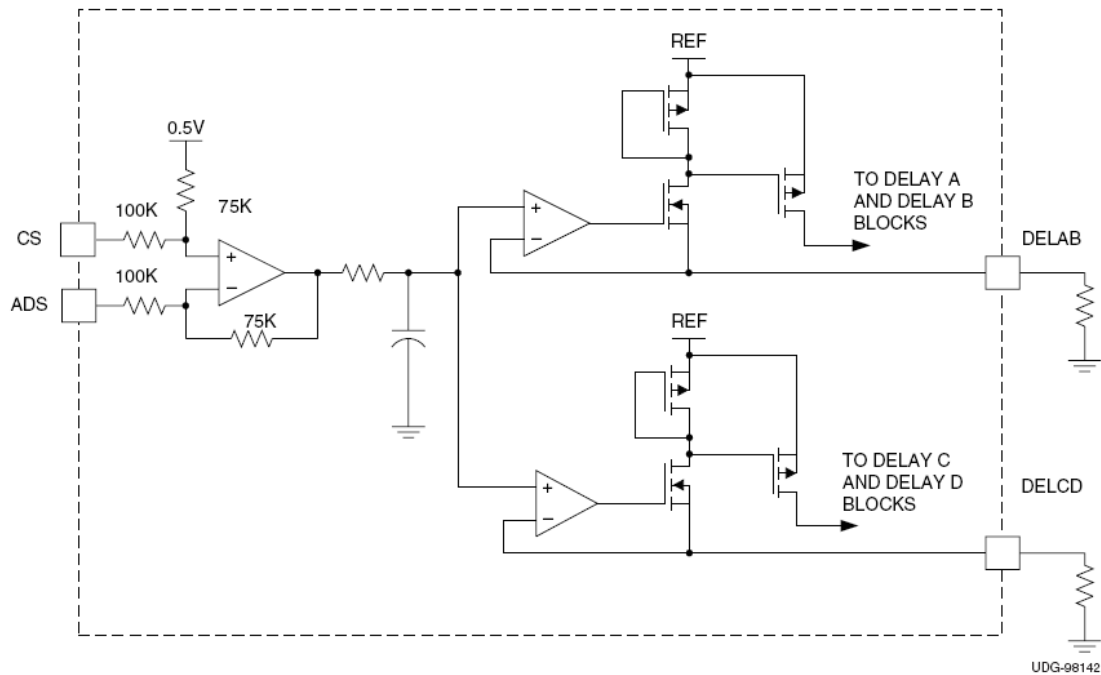 REF
0.5V
100K
75K
CS
+
−
100K
ADS
75K
+
−
TO DELAY A
AND DELAY B
BLOCKS
DELAB
REF
+
−
TO DELAY C
AND DELAY D
BLOCKS
DELCD
UDG-98142